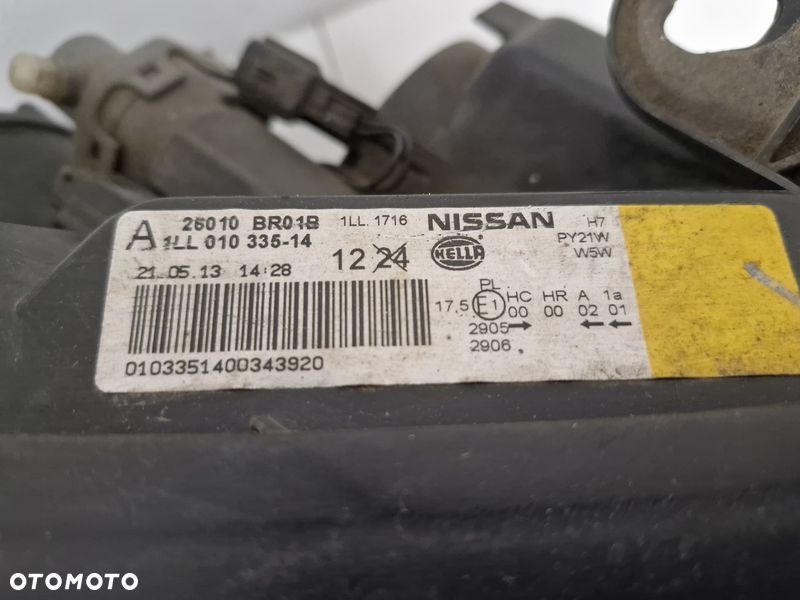 A 26010 BR01B 1LL. 1716 NISSAN H7
1LL 010 335-14 PY21W
21.05.13 14:28 12 24 HELLA W5W
PL HC HR A 1a
17,5 E1 00 00 02 01
2905
0103351400343920 2906.
OTOMOTO